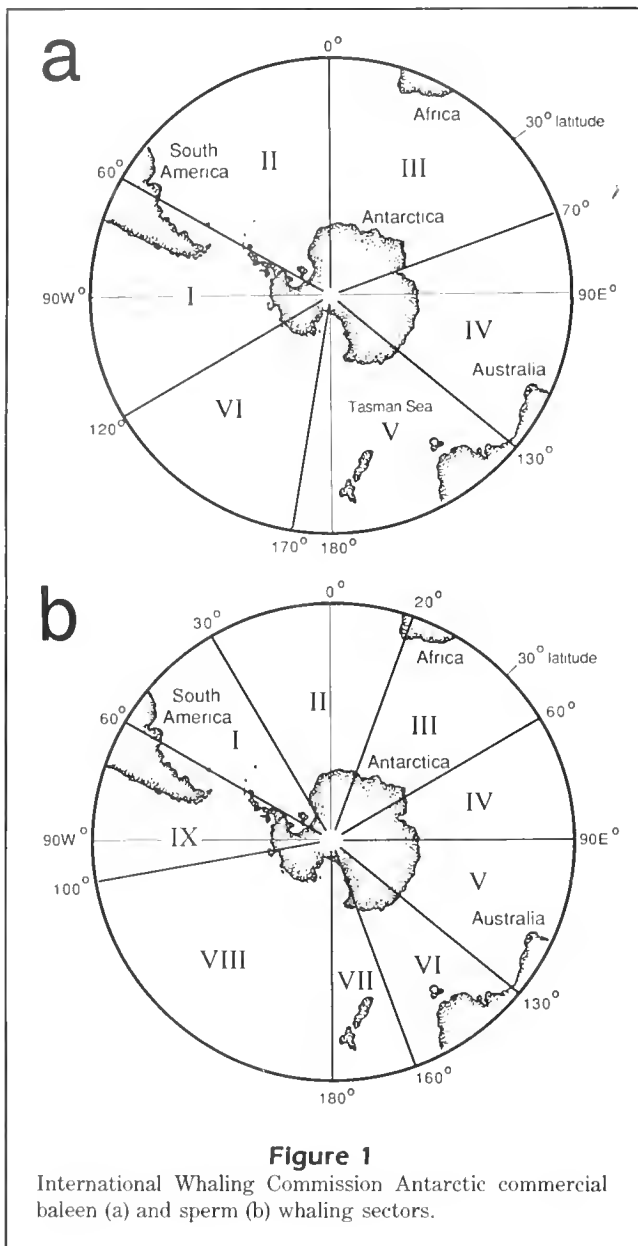 a
0°
Africa
30° latitude
South
America
60°
II
III
Antarctica
70°
90W°
I
90E°
IV
Australia
Tasman Sea
V
VI
120°
130°
170°
180°
b
0°
30°
20°
Africa
30° latitude
60°
South
America
60°
II
I
III
Antarctica
IV
90W°
IX
90E°
100°
V
Australia
VIII
VI
VII
130°
160°
180°
Figure 1
International Whaling Commission Antarctic commercial
baleen (a) and sperm (b) whaling sectors.